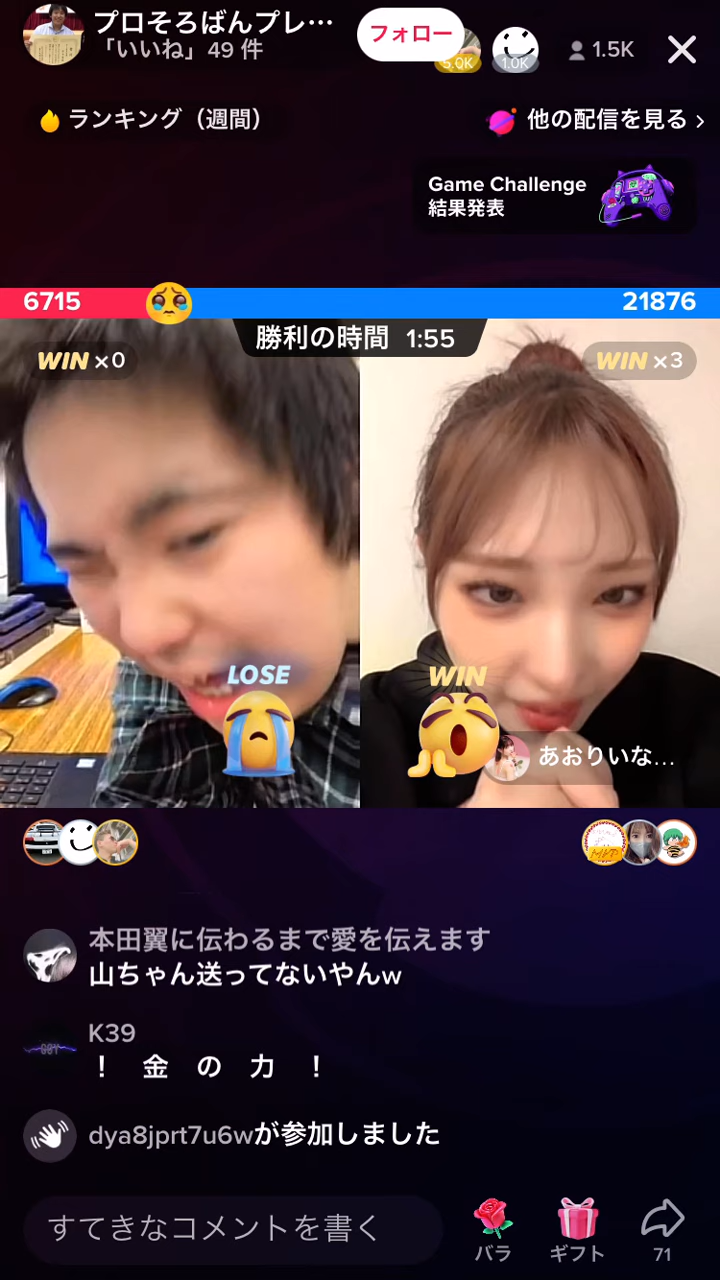 プロそろばんプレ…
「いいね」49 件
フォロー
5.0K
1.0K
1.5K
ランキング（週間）
他の配信を見る
Game Challenge
結果発表
6715
21876
勝利の時間 1:55
WIN ×0
WIN ×3
LOSE
WIN
あおりいな…
本田翼に伝わるまで愛を伝えます
山ちゃん送ってないやんw
K39
！ 金 の 力 ！
dya8jprt7u6wが参加しました
すてきなコメントを書く
バラ
ギフト
71